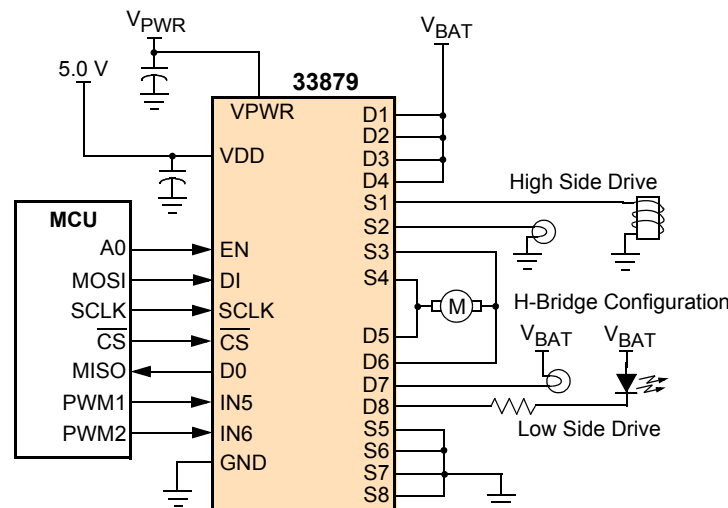 VPWR
VBAT
5.0 V
33879
VPWR
D1
D2
D3
D4
VDD
High Side Drive
S1
S2
MCU
A0
EN
S3
MOSI
DI
S4
SCLK
SCLK
M
H-Bridge Configuration
CS
CS
D5
VBAT
VBAT
MISO
D0
D6
D7
PWM1
IN5
D8
PWM2
IN6
S5
Low Side Drive
S6
GND
S7
S8